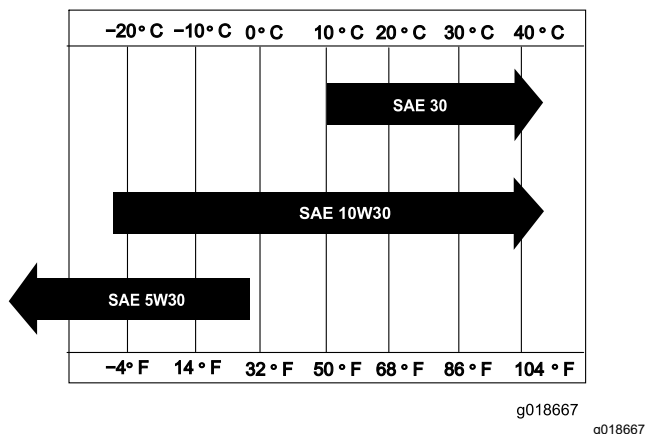 −20° C −10° C 0° C 10° C 20° C 30° C 40° C
SAE 30
SAE 10W30
SAE 5W30
−4° F 14° F 32° F 50° F 68° F 86° F 104 °F
g018667
g018667